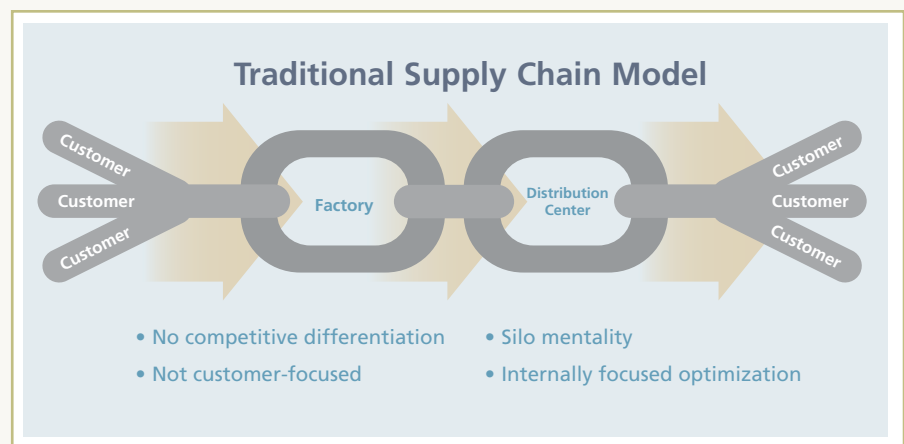 Traditional Supply Chain Model
Customer
Customer
Customer
Factory
Distribution
Center
Customer
Customer
Customer
• No competitive differentiation
• Not customer-focused
• Silo mentality
• Internally focused optimization